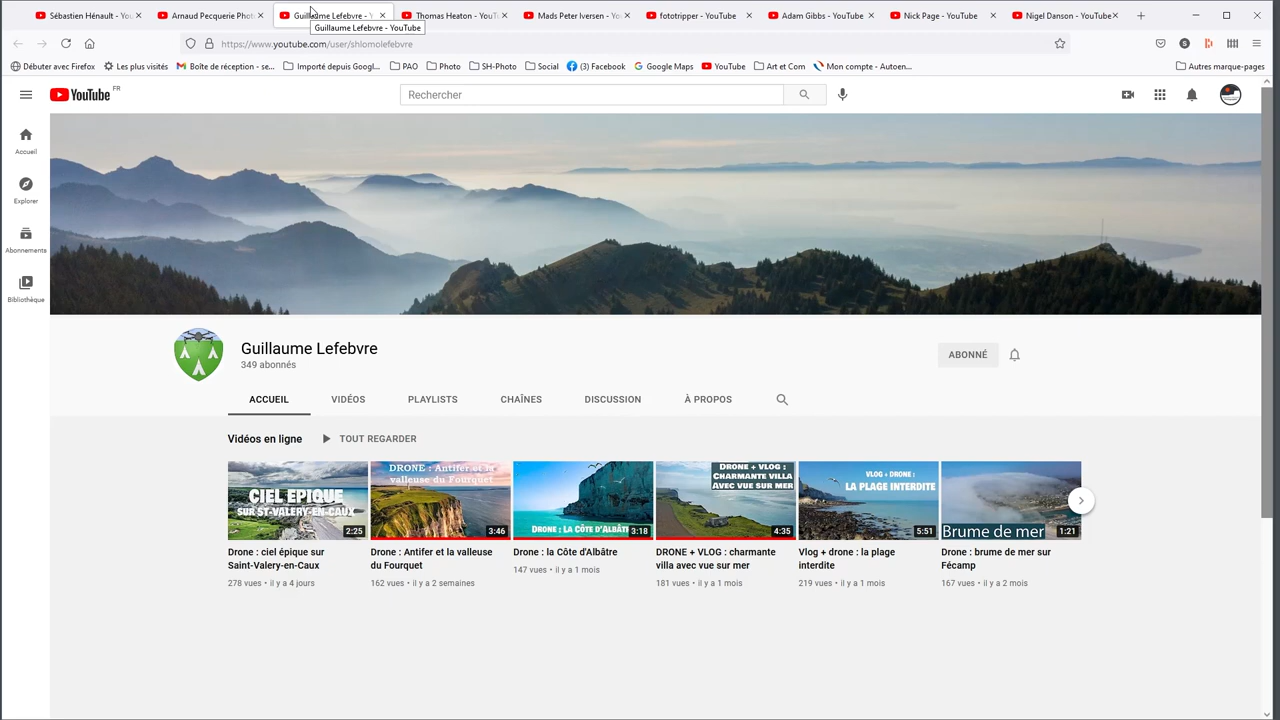 Sébastien Hénault - You
Arnaud Pecquerie Phot
Guillaume Lefebvre - Y
Thomas Heaton - YouTu
Mads Peter Iversen - Yo
fototripper - YouTube
Adam Gibbs - YouTube
Nick Page - YouTube
Nigel Danson - YouTube
Guillaume Lefebvre - YouTube
https://www.youtube.com/user/shlomolefebvre
Débuter avec Firefox
Les plus visités
Boîte de réception - se...
Importé depuis Googl...
PAO
Photo
SH-Photo
Social
(3) Facebook
Google Maps
YouTube
Art et Com
Mon compte - Autoen...
Autres marque-pages
YouTube FR
Rechercher
Accueil
Explorer
Abonnements
Bibliothèque
Guillaume Lefebvre
349 abonnés
ABONNÉ
ACCUEIL
VIDÉOS
PLAYLISTS
CHAÎNES
DISCUSSION
À PROPOS
Vidéos en ligne
TOUT REGARDER
CIEL EPIQUE
SUR ST-VALERY-EN-CAUX
2:25
Drone : ciel épique sur
Saint-Valery-en-Caux
278 vues • il y a 4 jours
DRONE : Antifer et la
valleuse du Fourquet
3:46
Drone : Antifer et la valleuse
du Fourquet
162 vues • il y a 2 semaines
DRONE : LA CÔTE D'ALBÂTR
3:18
Drone : la Côte d'Albâtre
147 vues • il y a 1 mois
DRONE + VLOG :
CHARMANTE VILLA
AVEC VUE SUR MER
4:35
DRONE + VLOG : charmante
villa avec vue sur mer
181 vues • il y a 1 mois
VLOG + DRONE :
LA PLAGE INTERDITE
5:51
Vlog + drone : la plage
interdite
219 vues • il y a 1 mois
Brume de mer
1:21
Drone : brume de mer sur
Fécamp
167 vues • il y a 2 mois